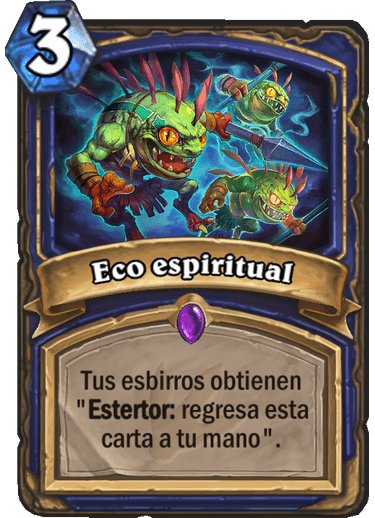 3
Eco espiritual
Tus esbirros obtienen
"Estertor: regresa esta
carta a tu mano".